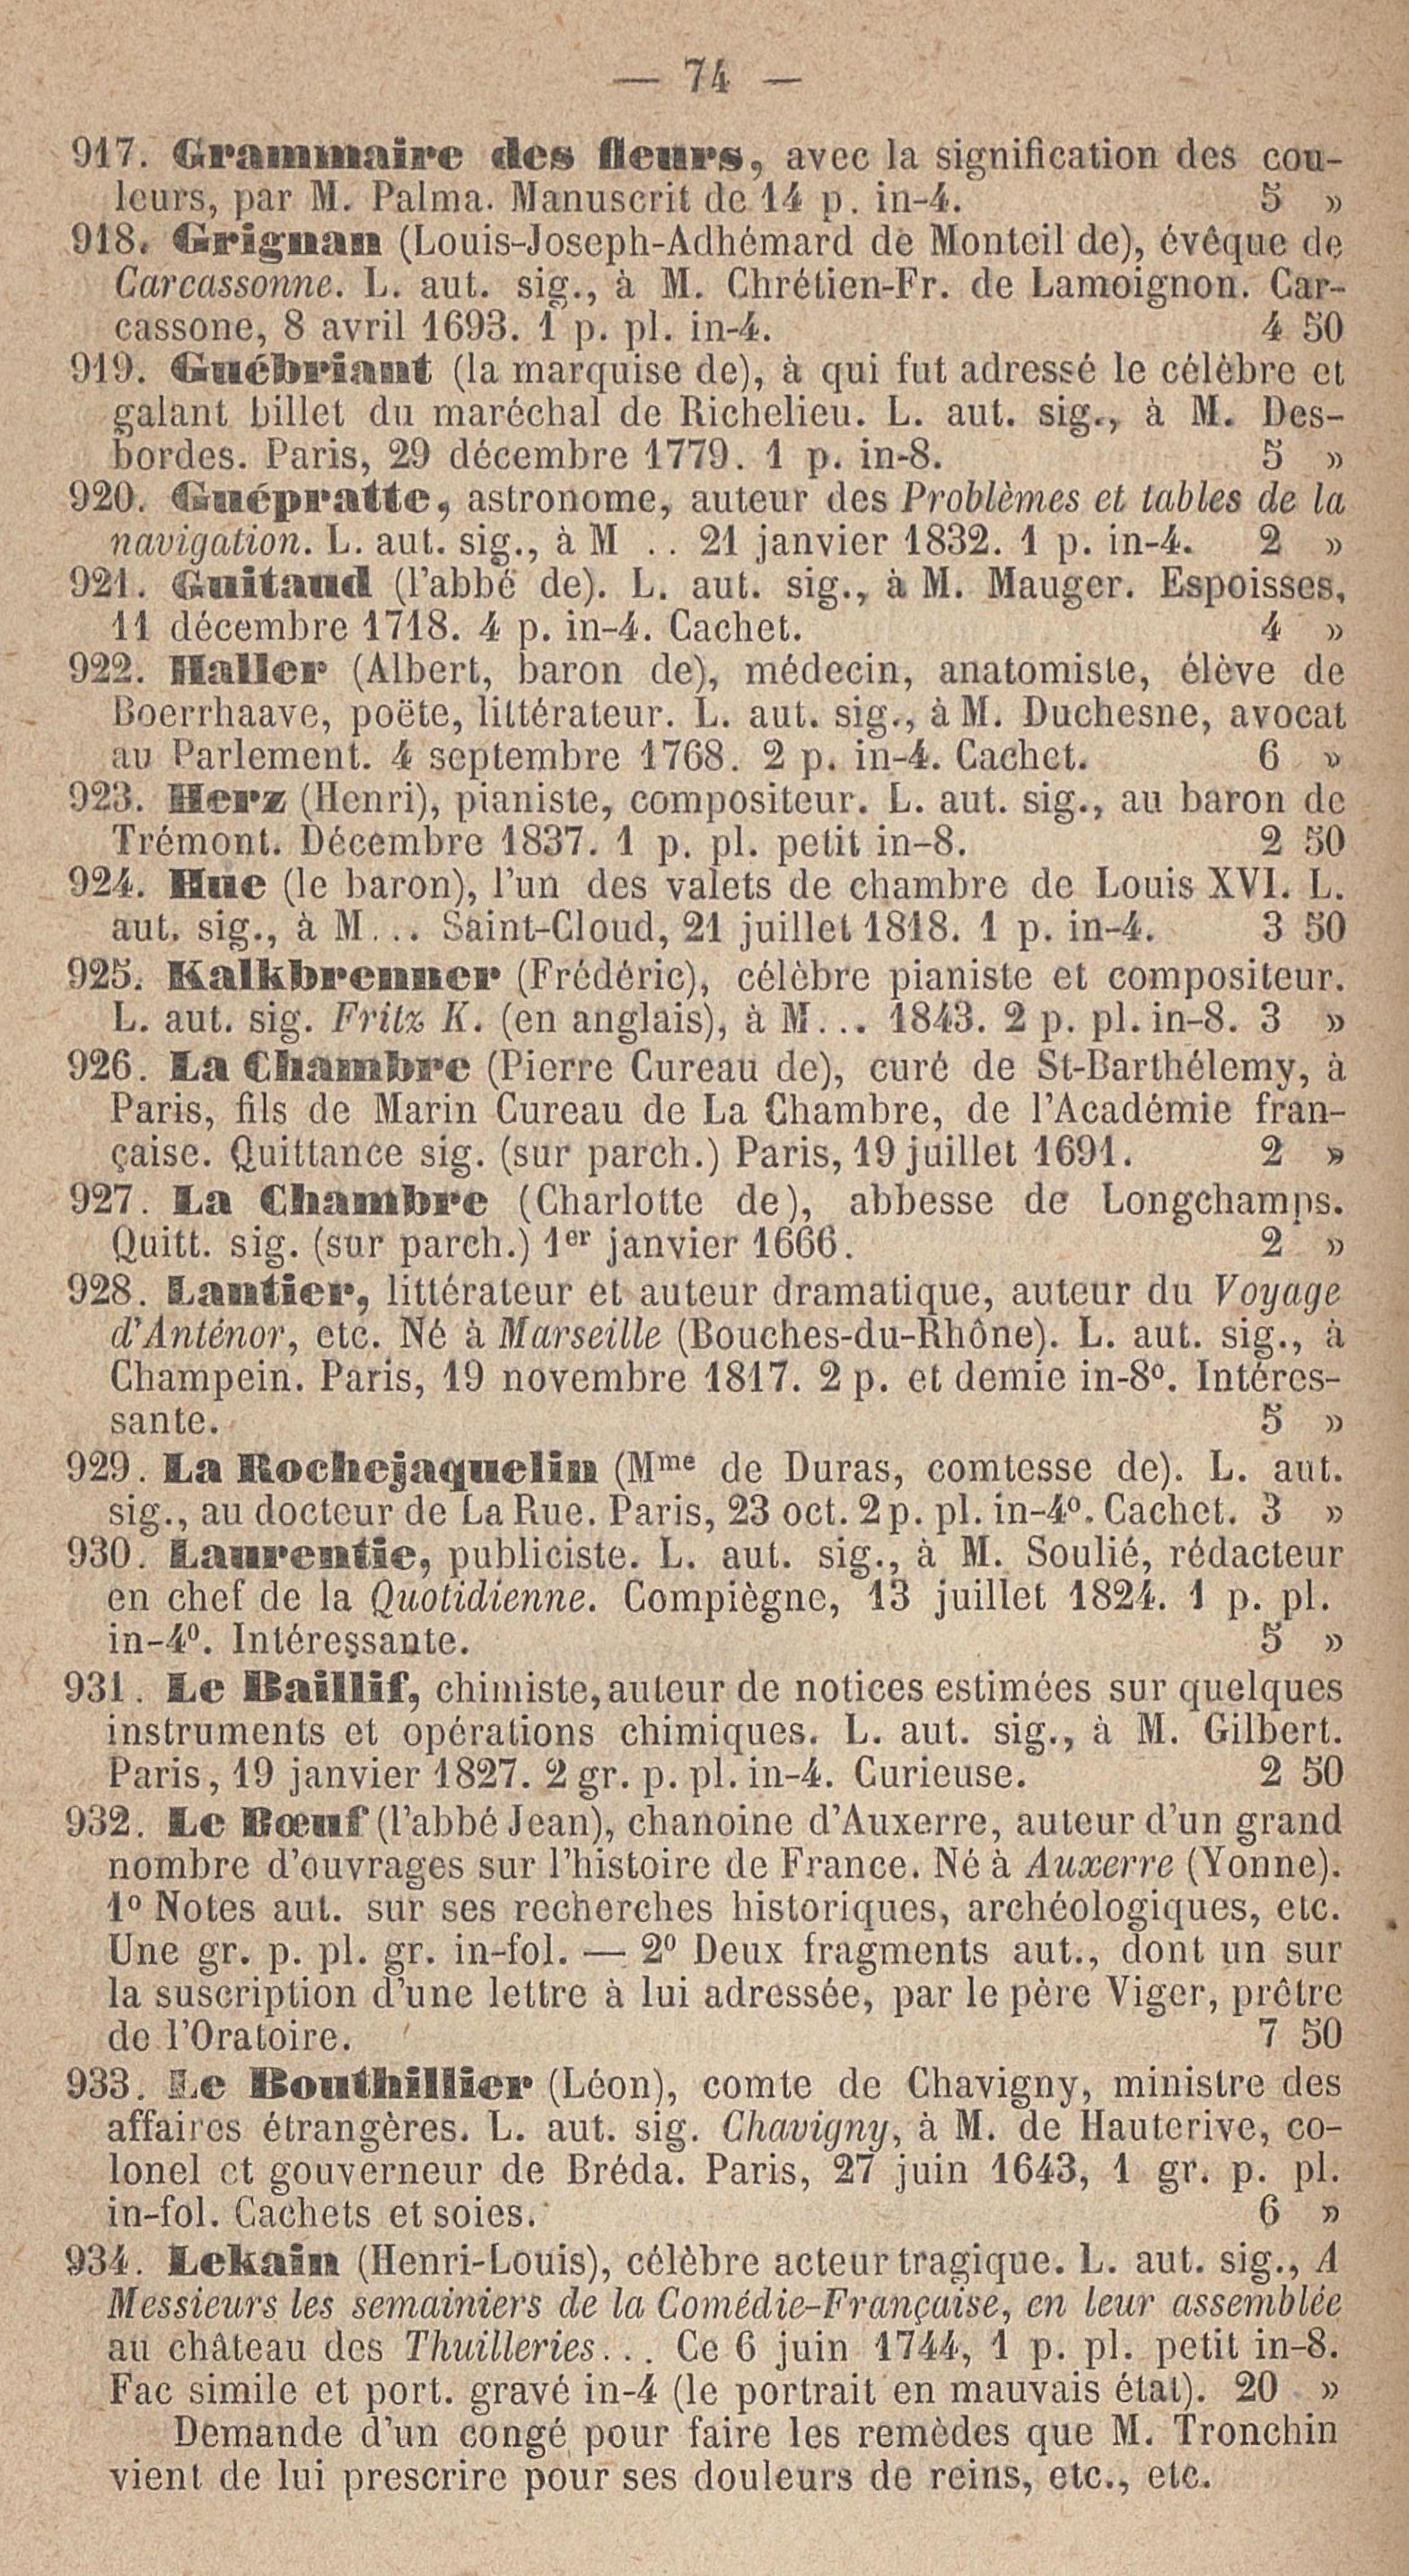 — 74 —
917. Grammaire des fleurs, avec la signification des cou-
leurs, par M. Palma. Manuscrit de 14 p. in-4. 5 »
918. Grignan (Louis-Joseph-Adhémard de Monteil de), évêque de
Carcassonne. L. aut. sig., à M. Chrétien-Fr. de Lamoignon. Car-
cassone, 8 avril 1693. 1 p. pl. in-4. 4 50
919. Guébriant (la marquise de), à qui fut adressé le célèbre et
galant billet du maréchal de Richelieu. L. aut. sig., à M. Des-
bordes. Paris, 29 décembre 1779. 1 p. in-8. 5 »
920. Guépratte, astronome, auteur des Problèmes et tables de la
navigation. L. aut. sig., à M . . 21 janvier 1832. 1 p. in-4. 2 »
921. Guitaud (l'abbé de). L. aut. sig., à M. Mauger. Espoisses,
11 décembre 1718. 4 p. in-4. Cachet. 4 »
922. Haller (Albert, baron de), médecin, anatomiste, élève de
Boerrhaave, poëte, littérateur. L. aut. sig., à M. Duchesne, avocat
au Parlement. 4 septembre 1768. 2 p. in-4. Cachet. 6 »
923. Herz (Henri), pianiste, compositeur. L. aut. sig., au baron de
Trémont. Décembre 1837. 1 p. pl. petit in-8. 2 50
924. Hue (le baron), l'un des valets de chambre de Louis XVI. L.
aut. sig., à M... Saint-Cloud, 21 juillet 1818. 1 p. in-4. 3 50
925. Kalkbrenner (Frédéric), célèbre pianiste et compositeur.
L. aut. sig. Fritz K. (en anglais), à M... 1843. 2 p. pl. in-8. 3 »
926. La Chambre (Pierre Cureau de), curé de St-Barthélemy, à
Paris, fils de Marin Cureau de La Chambre, de l'Académie fran-
çaise. Quittance sig. (sur parch.) Paris, 19 juillet 1691. 2 »
927. La Chambre (Charlotte de), abbesse de Longchamps.
Quitt. sig. (sur parch.) 1er janvier 1666. 2 »
928. Lantier, littérateur et auteur dramatique, auteur du Voyage
d'Anténor, etc. Né à Marseille (Bouches-du-Rhône). L. aut. sig., à
Champein. Paris, 19 novembre 1817. 2 p. et demie in-8º. Intéres-
sante. 5 »
929. La Rochejaquelin (Mme de Duras, comtesse de). L. aut.
sig., au docteur de La Rue. Paris, 23 oct. 2 p. pl. in-4º. Cachet. 3 »
930. Laurentie, publiciste. L. aut. sig., à M. Soulié, rédacteur
en chef de la Quotidienne. Compiègne, 13 juillet 1824. 1 p. pl.
in-4º. Intéressante. 5 »
931. Le Baillif, chimiste, auteur de notices estimées sur quelques
instruments et opérations chimiques. L. aut. sig., à M. Gilbert.
Paris, 19 janvier 1827. 2 gr. p. pl. in-4. Curieuse. 2 50
932. Le Bœuf (l'abbé Jean), chanoine d'Auxerre, auteur d'un grand
nombre d'ouvrages sur l'histoire de France. Né à Auxerre (Yonne).
1º Notes aut. sur ses recherches historiques, archéologiques, etc.
Une gr. p. pl. gr. in-fol. — 2º Deux fragments aut., dont un sur
la suscription d'une lettre à lui adressée, par le père Viger, prêtre
de l'Oratoire. 7 50
933. Le Bouthillier (Léon), comte de Chavigny, ministre des
affaires étrangères. L. aut. sig. Chavigny, à M. de Hauterive, co-
lonel et gouverneur de Bréda. Paris, 27 juin 1643, 1 gr. p. pl.
in-fol. Cachets et soies. 6 »
934. Lekain (Henri-Louis), célèbre acteur tragique. L. aut. sig., A
Messieurs les semainiers de la Comédie-Française, en leur assemblée
au château des Thuilleries... Ce 6 juin 1744, 1 p. pl. petit in-8.
Fac simile et port. gravé in-4 (le portrait en mauvais état). 20 »
Demande d'un congé pour faire les remèdes que M. Tronchin
vient de lui prescrire pour ses douleurs de reins, etc., etc.